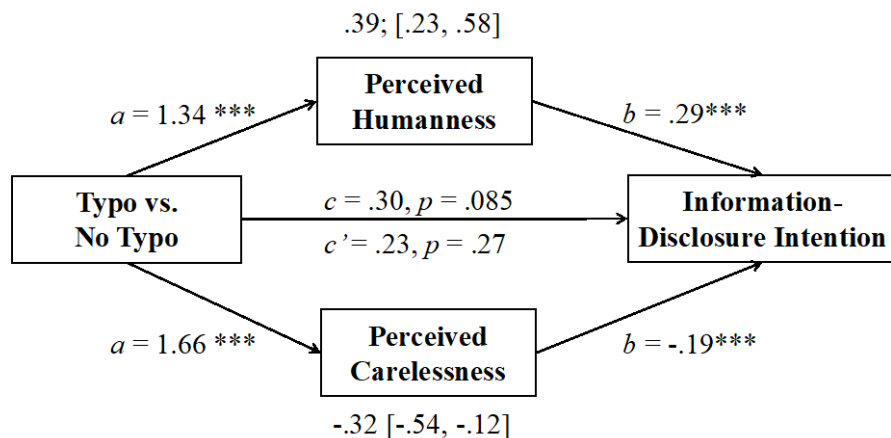 .39; [.23, .58]
Perceived
Humanness
a = 1.34 ***
b = .29***
Typo vs.
No Typo
c = .30, p = .085
c’= .23, p = .27
Information-
Disclosure Intention
a = 1.66 ***
Perceived
Carelessness
b = -.19***
-.32 [-.54, -.12]